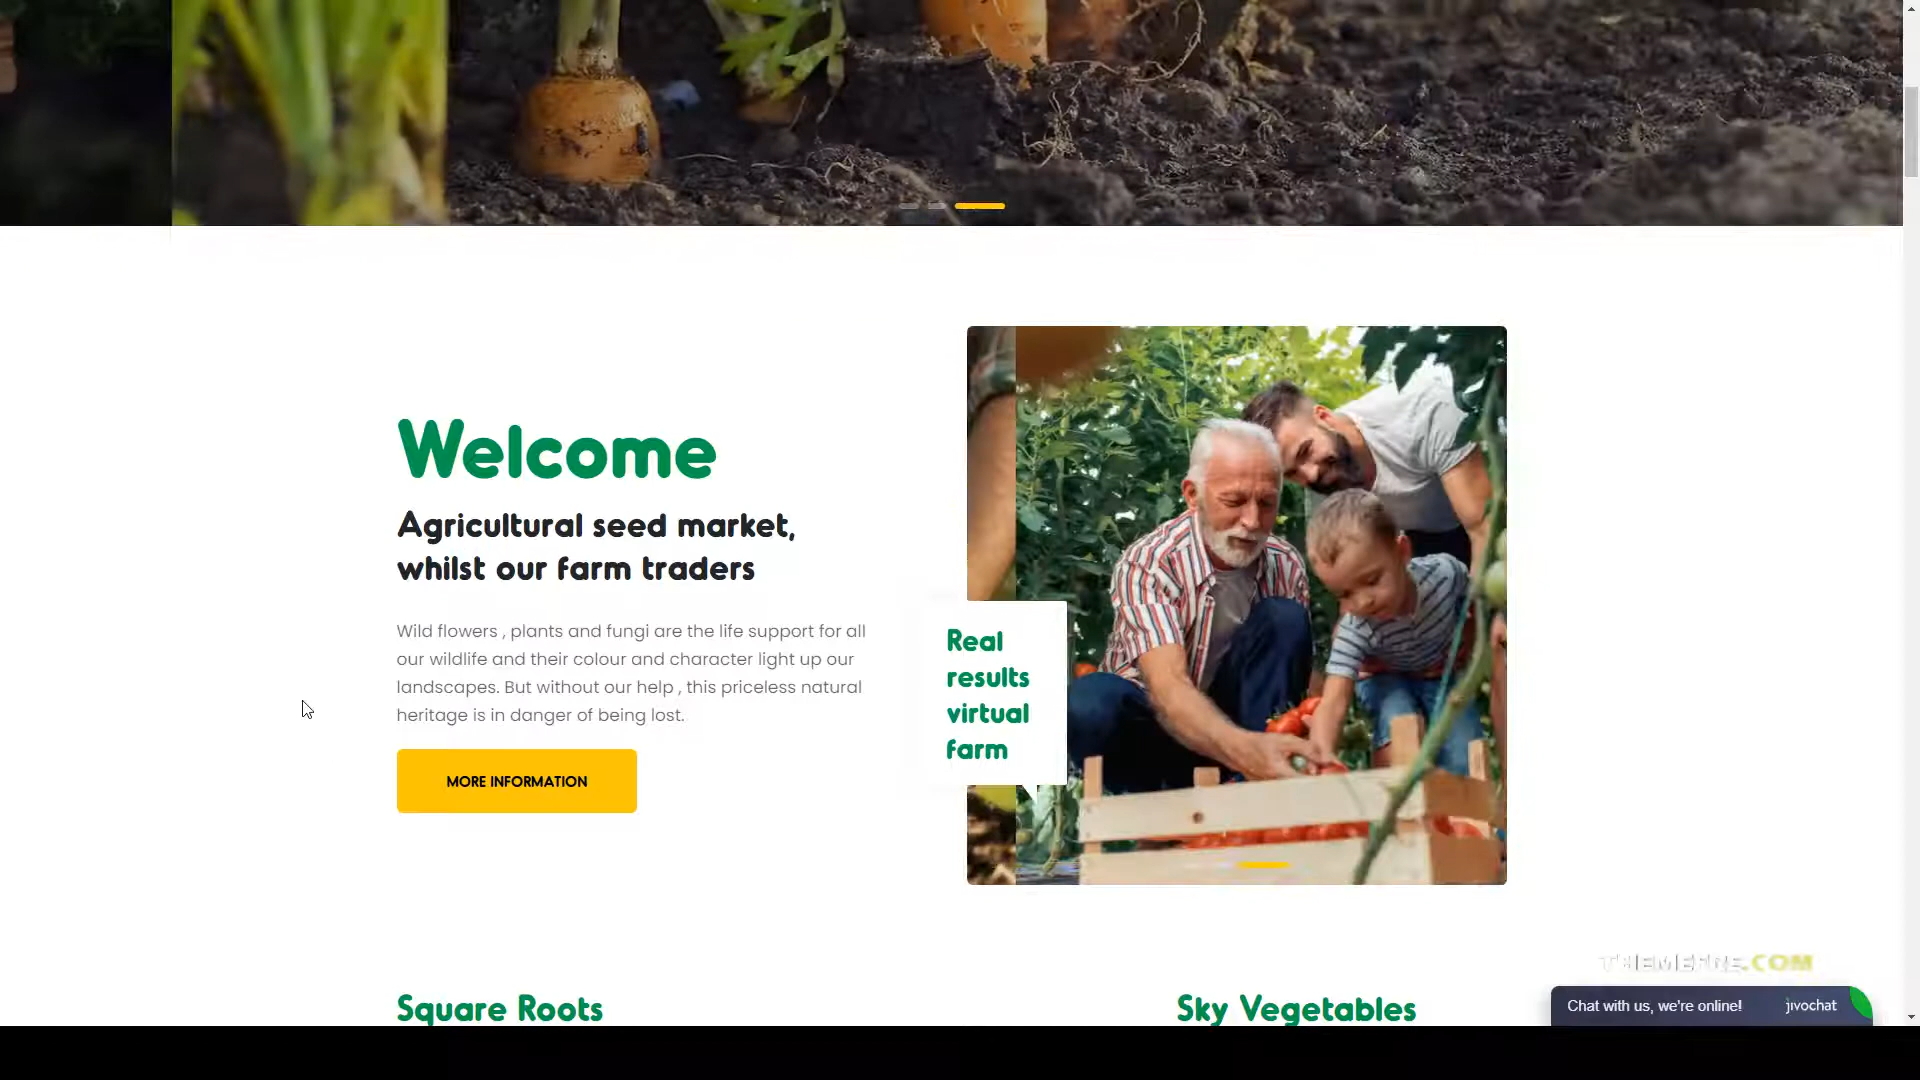 Welcome
Agricultural seed market,
whilst our farm traders
Wild flowers , plants and fungi are the life support for all
our wildlife and their colour and character light up our
landscapes. But without our help , this priceless natural
heritage is in danger of being lost.
MORE INFORMATION
Real
results
virtual
farm
Square Roots
Sky Vegetables
Chat with us, we're online!
jivochat